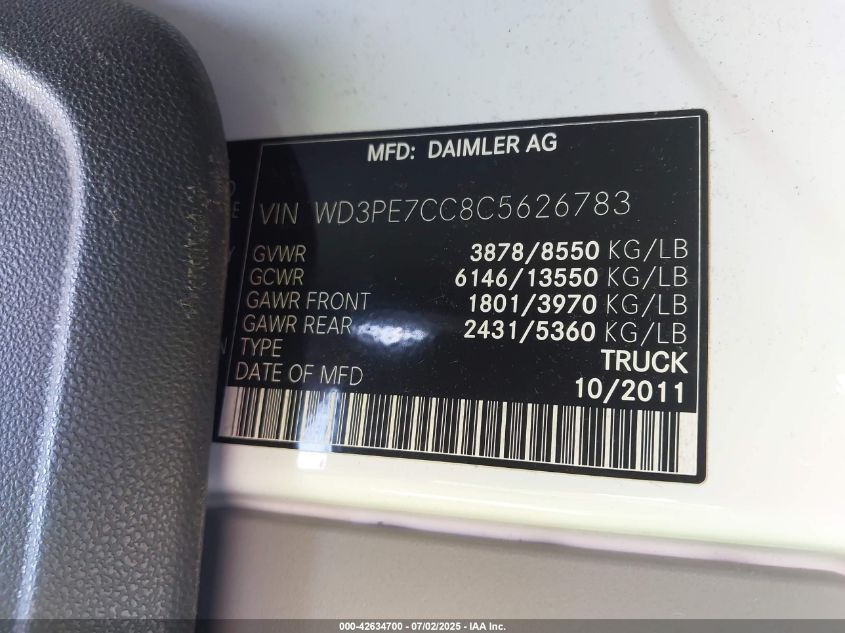 MFD: DAIMLER AG
VIN WD3PE7CC8C5626783
GVWR 3878/8550 KG/LB
GCWR 6146/13550 KG/LB
GAWR FRONT 1801/3970 KG/LB
GAWR REAR 2431/5360 KG/LB
TYPE TRUCK
DATE OF MFD 10/2011
000-42634700 - 07/02/2025 - IAA Inc.